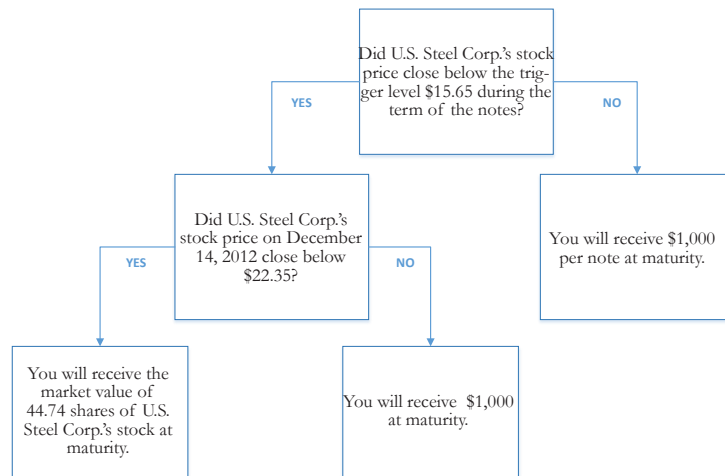 Did U.S. Steel Corp.'s stock
price close below the trig-
ger level $15.65 during the
term of the notes?
YES
NO
Did U.S. Steel Corp.'s
stock price on December
14, 2012 close below
$22.35?
You will receive $1,000
per note at maturity.
YES
NO
You will receive the
market value of
44.74 shares of U.S.
Steel Corp.'s stock at
maturity.
You will receive $1,000
at maturity.